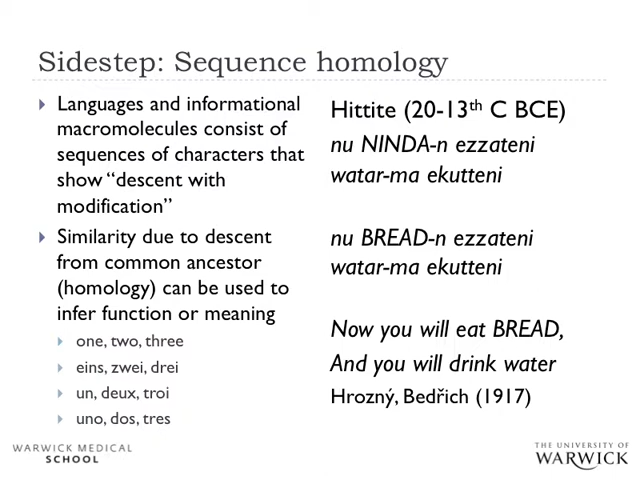 Sidestep: Sequence homology
Languages and informational
macromolecules consist of
sequences of characters that
show “descent with
modification”
Similarity due to descent
from common ancestor
(homology) can be used to
infer function or meaning
one, two, three
eins, zwei, drei
un, deux, troi
uno, dos, tres
Hittite (20-13th C BCE)
nu NINDA-n ezzateni
watar-ma ekutteni
nu BREAD-n ezzateni
watar-ma ekutteni
Now you will eat BREAD,
And you will drink water
Hrozný, Bedřich (1917)
WARWICK MEDICAL
SCHOOL
THE UNIVERSITY OF
WARWICK